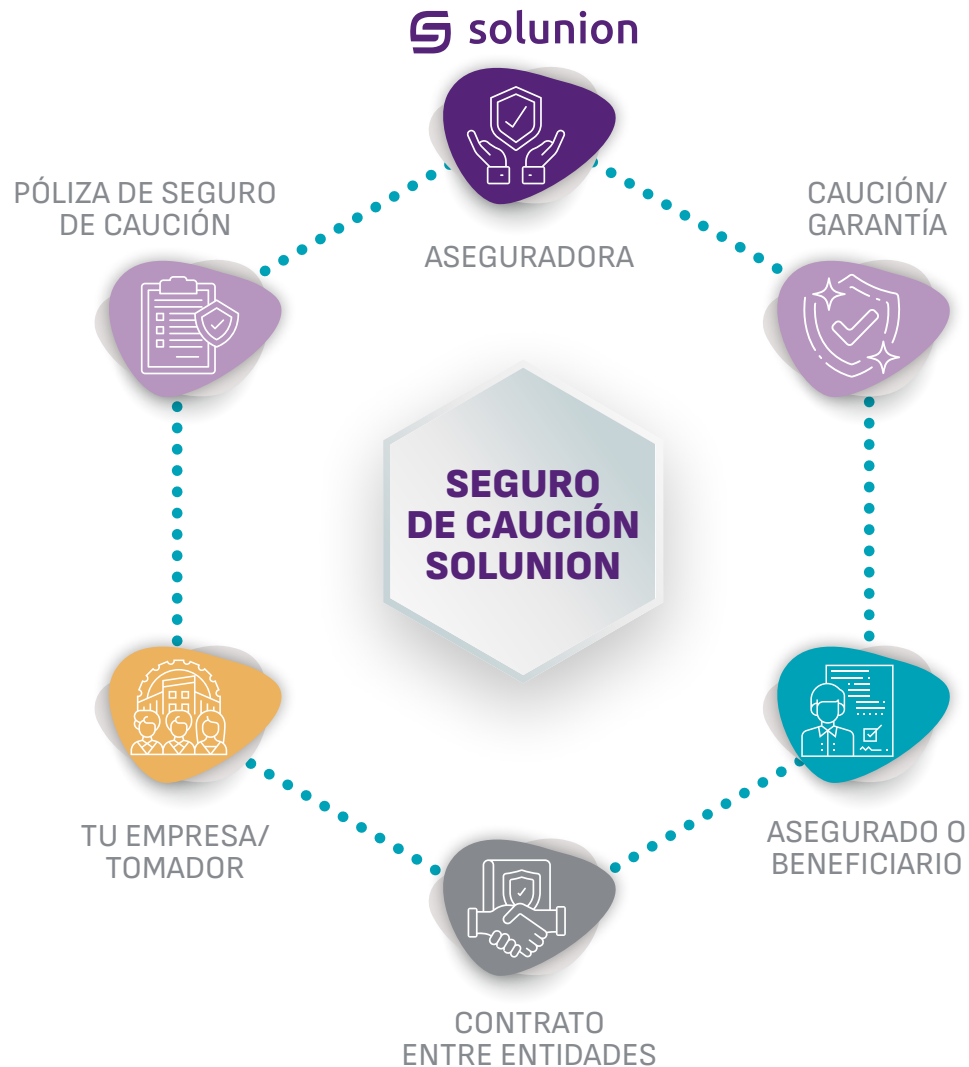 solunion
PÓLIZA DE SEGURO
DE CAUCIÓN
CAUCIÓN/
GARANTÍA
ASEGURADORA
SEGURO
DE CAUCIÓN
SOLUNION
TU EMPRESA/
TOMADOR
ASEGURADO O
BENEFICIARIO
CONTRATO
ENTRE ENTIDADES